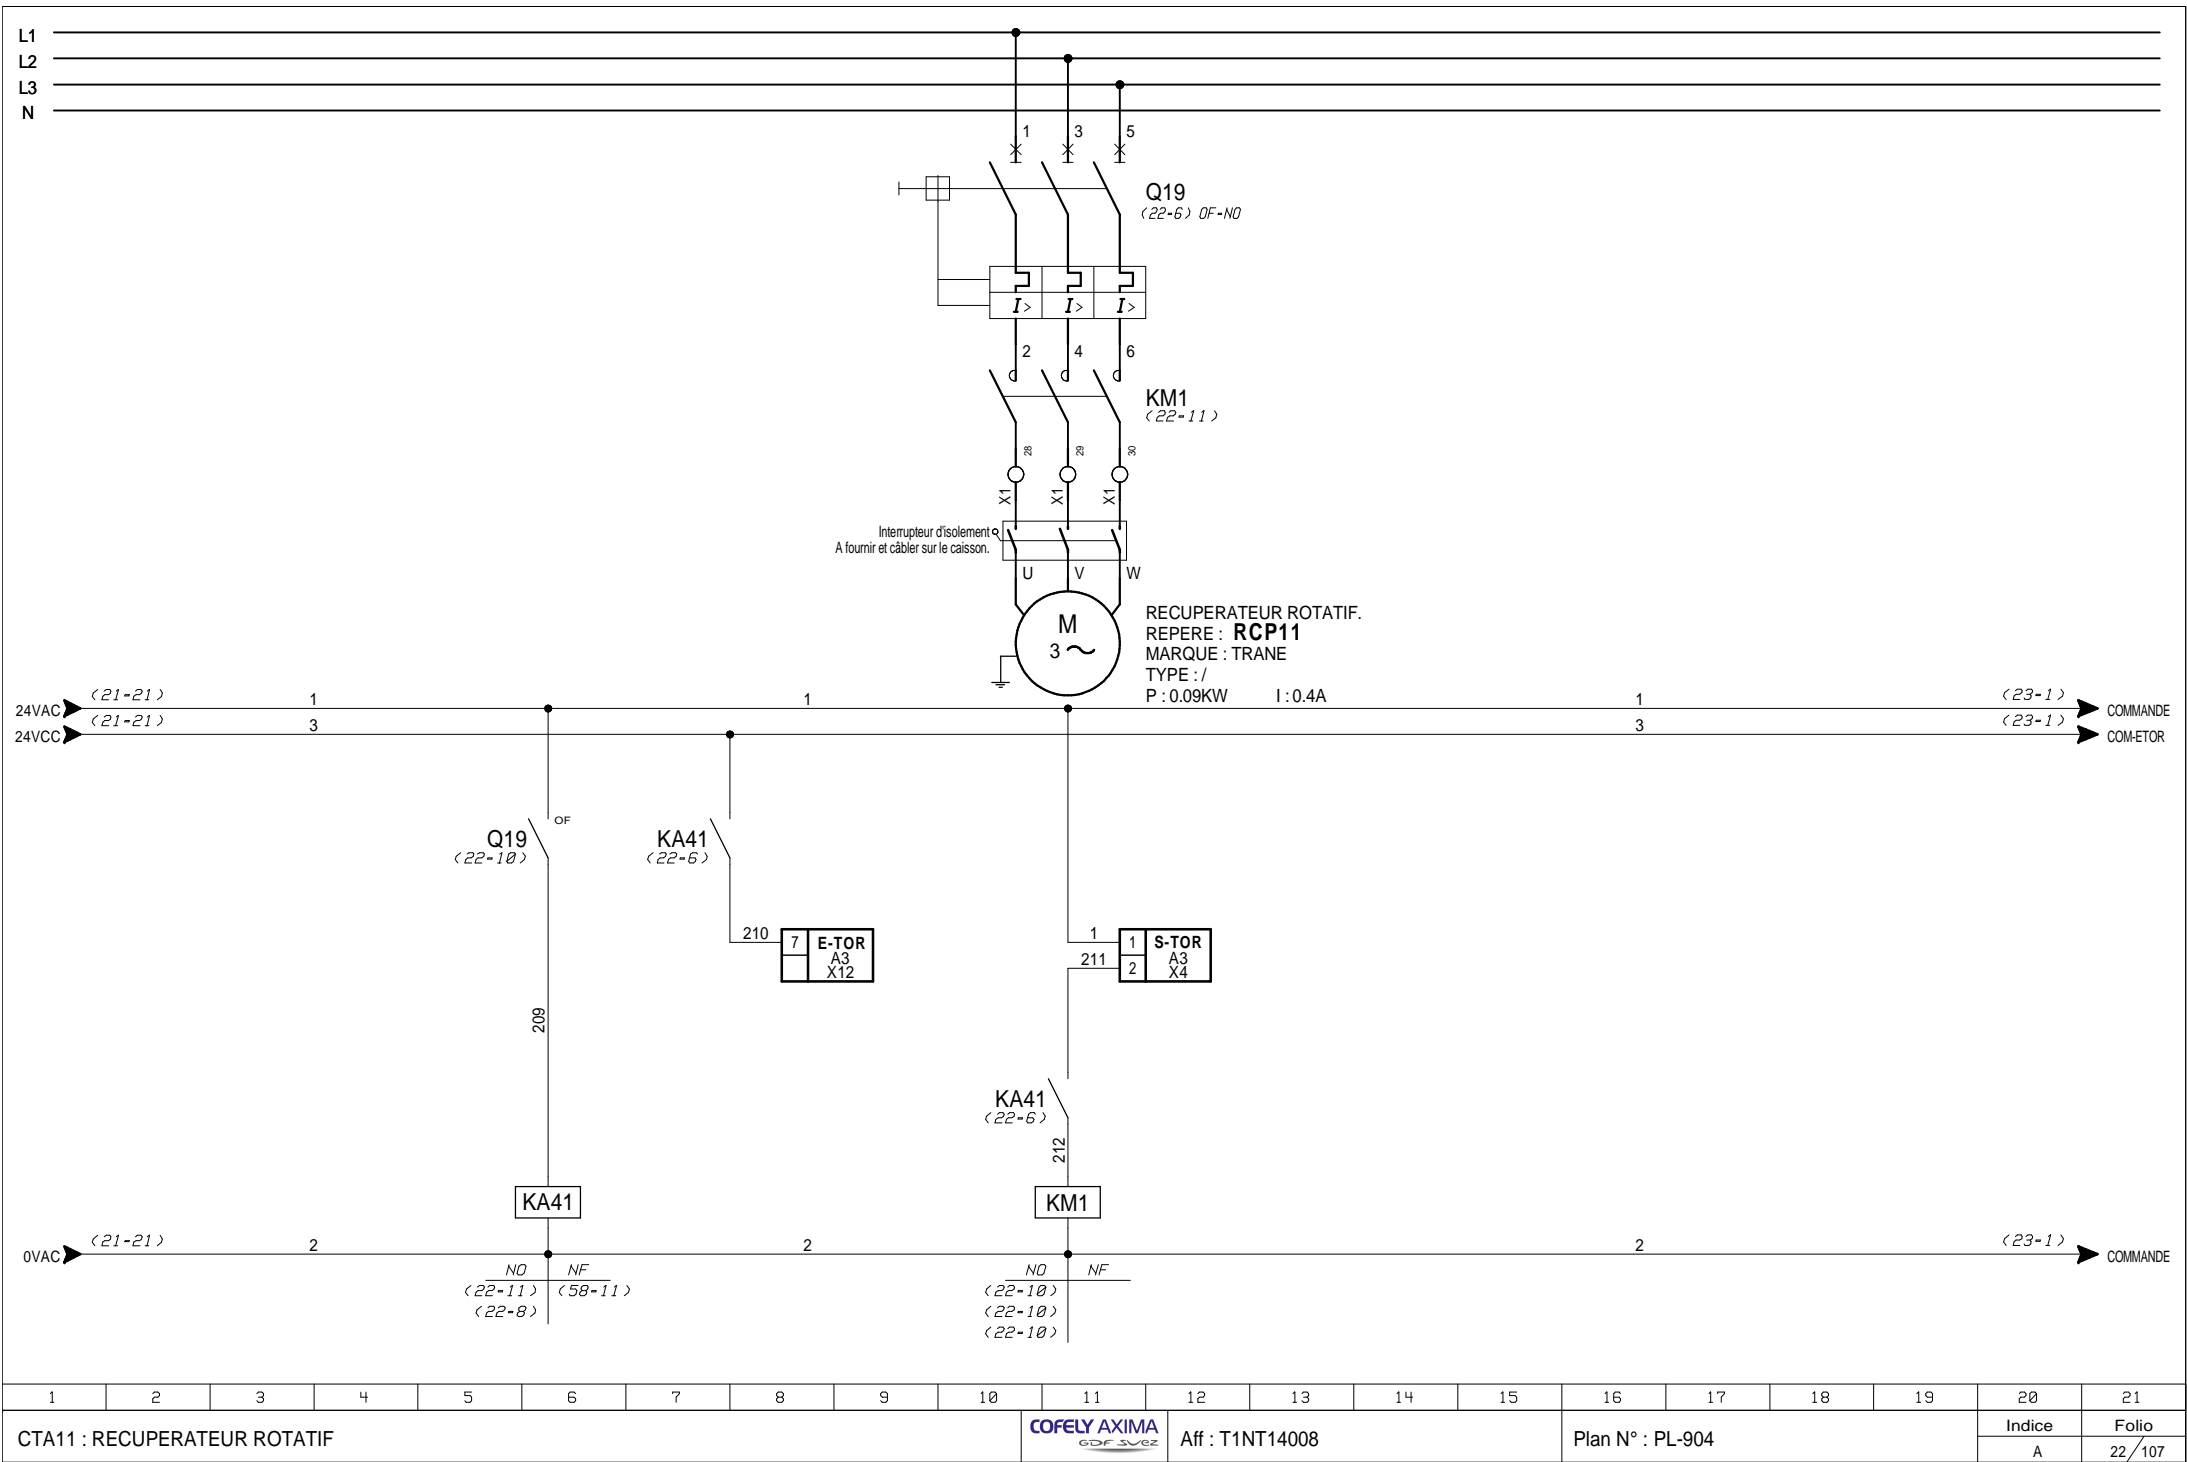 L1
L2
L3
N
1 3 5
Q19
(22-6) OF-NO
I> I> I>
2 4 6
KM1
(22-11)
28 29 30
X1 X1 X1
Interrupteur d'isolement
A fournir et câbler sur le caisson.
U V W
M
3
RECUPERATEUR ROTATIF.
REPERE : RCP11
MARQUE : TRANE
TYPE : /
P : 0.09KW I : 0.4A
24VAC (21-21) 1 1 1 (23-1) COMMANDE
24VCC (21-21) 3 3 (23-1) COM-ETOR
OF
Q19
(22-10)
KA41
(22-6)
210 7 E-TOR
A3
X12
1 1 S-TOR
211 2 A3
X4
209
KA41
(22-6)
212
KA41
KM1
0VAC (21-21) 2 2 2 (23-1) COMMANDE
NO NF NO NF
(22-11) (58-11) (22-10)
(22-8) (22-10)
(22-10)
1 2 3 4 5 6 7 8 9 10 11 12 13 14 15 16 17 18 19 20 21
CTA11 : RECUPERATEUR ROTATIF
COFELY AXIMA
GDF SUEZ
Aff : T1NT14008
Plan N° : PL-904
Indice Folio
A 22/107